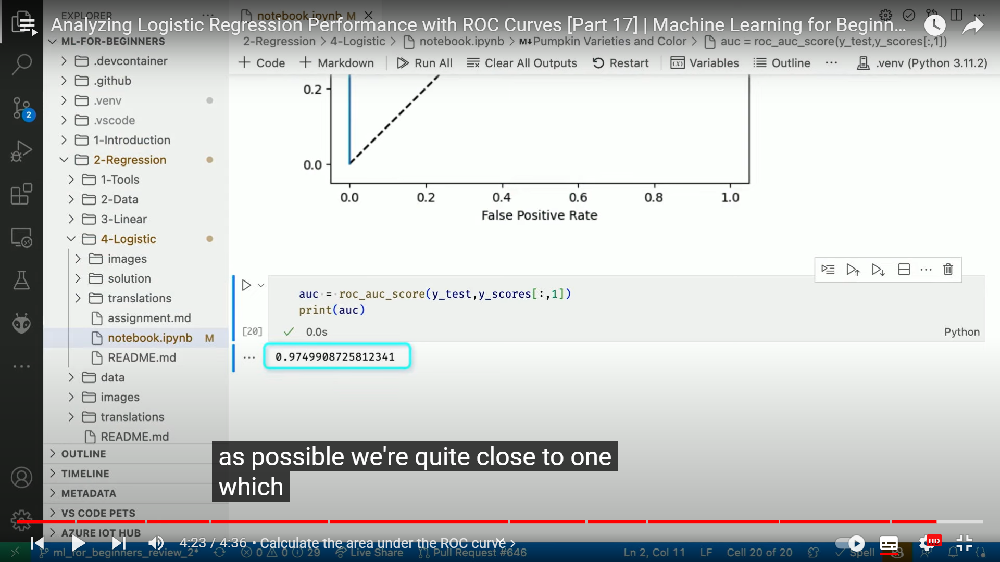 EXPLORER
notebook.ipynb M
Analyzing Logistic Regression Performance with ROC Curves [Part 17] | Machine Learning for Beginn...
ML-FOR-BEGINNERS
2-Regression > 4-Logistic > notebook.ipynb > M↓Pumpkin Varieties and Color > auc = roc_auc_score(y_test,y_scores[:,1])
+ Code + Markdown Run All Clear All Outputs Restart Variables Outline ... .venv (Python 3.11.2)
.devcontainer
.github
.venv
.vscode
1-Introduction
2-Regression
1-Tools
2-Data
3-Linear
4-Logistic
images
solution
translations
assignment.md
notebook.ipynb M
README.md
data
images
translations
README.md
OUTLINE
TIMELINE
METADATA
VS CODE PETS
AZURE IOT HUB
2
0.2
0.0
0.0 0.2 0.4 0.6 0.8 1.0
False Positive Rate
auc = roc_auc_score(y_test,y_scores[:,1])
print(auc)
[20] 0.0s Python
0.9749908725812341
as possible we're quite close to one
which
4:23 / 4:36 • Calculate the area under the ROC curve
HD
ml_for_beginners_review_2* 0 0 29 Live Share Pull Request #646 Ln 2, Col 11 LF Cell 20 of 20 Spell